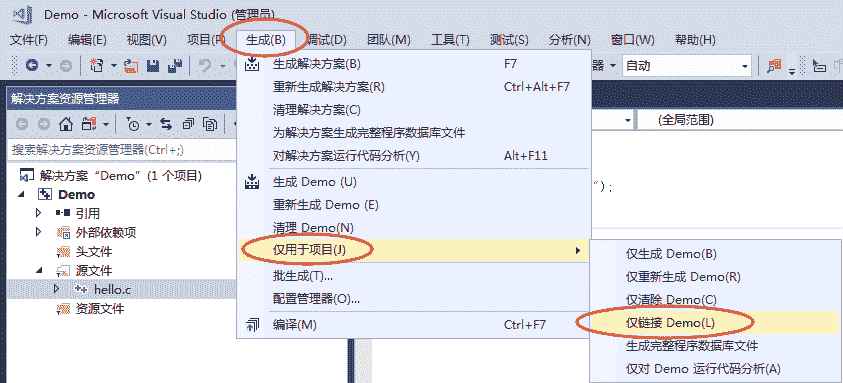 Demo - Microsoft Visual Studio (管理员)
文件(F) 编辑(E) 视图(V) 项目(P) 生成(B) 调试(D) 团队(M) 工具(T) 测试(S) 分析(N) 窗口(W) 帮助(H)
器 自动
解决方案资源管理器
搜索解决方案资源管理器(Ctrl+;)
解决方案“Demo”(1 个项目)
Demo
引用
外部依赖项
头文件
源文件
hello.c
资源文件
生成解决方案(B) F7
重新生成解决方案(R) Ctrl+Alt+F7
清理解决方案(C)
为解决方案生成完整程序数据库文件
对解决方案运行代码分析(Y) Alt+F11
生成 Demo (U)
重新生成 Demo (E)
清理 Demo(N)
仅用于项目(J)
批生成(T)...
配置管理器(O)...
编译(M) Ctrl+F7
(全局范围)
");
仅生成 Demo(B)
仅重新生成 Demo(R)
仅清除 Demo(C)
仅链接 Demo(L)
生成完整程序数据库文件
仅对 Demo 运行代码分析(A)